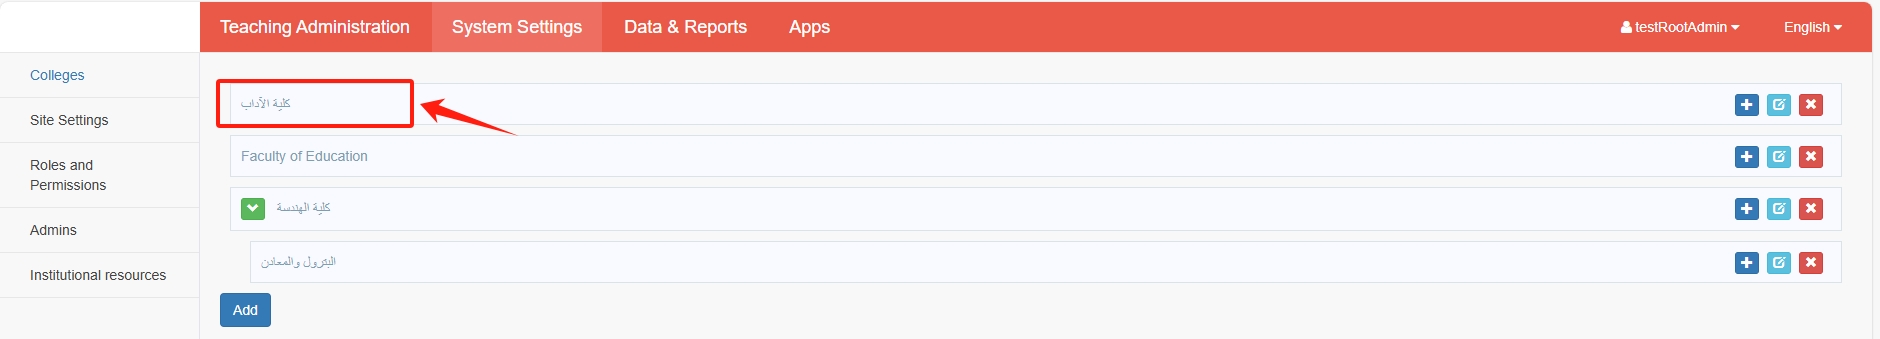 Teaching Administration System Settings Data & Reports Apps testRootAdmin English
Colleges
Site Settings
Roles and
Permissions
Admins
Institutional resources
كلية الآداب
Faculty of Education
كلية الهندسة
البترول والمعادن
Add